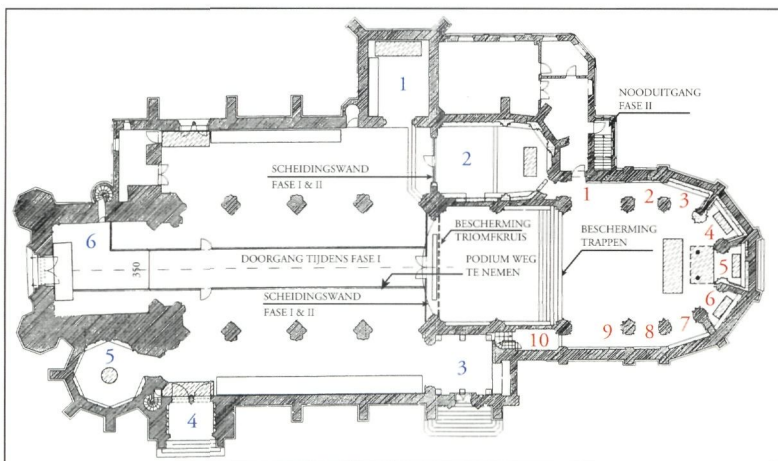 1
NOODUITGANG
FASE II
2
SCHEIDINGSWAND
FASE I & II
1
2
3
4
BESCHERMING
TRIOMFKRUIS
BESCHERMING
TRAPPEN
6
DOORGANG TIJDENS FASE I
350
PODIUM WEG
TE NEMEN
5
SCHEIDINGSWAND
FASE I & II
6
7
8
9
10
5
3
4